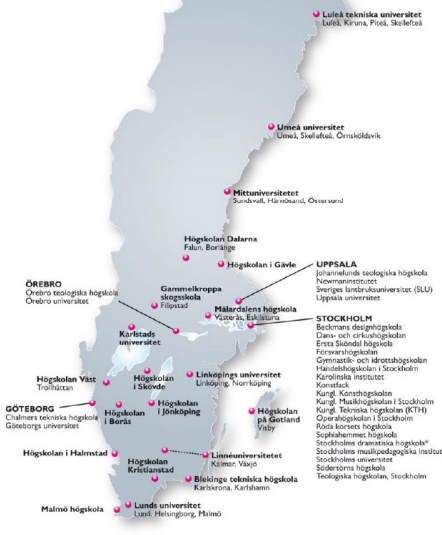 Luleå tekniska universitet
Luleå, Kiruna, Piteå, Skellefteå
Umeå universitet
Umeå, Skellefteå, Örnsköldsvik
Mittuniversitetet
Sundsvall, Härnösand, Östersund
Högskolan Dalarna
Falun, Borlänge
Högskolan i Gävle
UPPSALA
Johannelunds teologiska högskola
Newmaninstitutet
Sveriges lantbruksuniversitet (SLU)
Uppsala universitet
ÖREBRO
Örebro teologiska högskola
Örebro universitet
Gammelkroppa
skogsskola
Filipstad
Mälardalens högskola
Västerås, Eskilstuna
STOCKHOLM
Beckmans designhögskola
Dans- och cirkushögskolan
Ersta Sköndal högskola
Försvarshögskolan
Gymnastik- och idrottshögskolan
Handelshögskolan i Stockholm
Karolinska institutet
Konstfack
Kungl. Konsthögskolan
Kungl. Musikhögskolan i Stockholm
Kungl. Tekniska högskolan (KTH)
Operahögskolan i Stockholm
Röda korsets högskola
Sophiahemmet högskola
Stockholms dramatiska högskola*
Stockholms musikpedagogiska institut
Stockholms universitet
Södertörns högskola
Teologiska högskolan, Stockholm
Karlstads
universitet
Högskolan Väst
Trollhättan
Högskolan
i Skövde
Linköpings universitet
Linköping, Norrköping
GÖTEBORG
Chalmers tekniska högskola
Göteborgs universitet
Högskolan
i Borås
Högskolan
i Jönköping
Högskolan
på Gotland
Visby
Högskolan i Halmstad
Högskolan
Kristianstad
Linnéuniversitetet
Kalmar, Växjö
Blekinge tekniska högskola
Karlskrona, Karlshamn
Malmö högskola
Lunds universitet
Lund, Helsingborg, Malmö